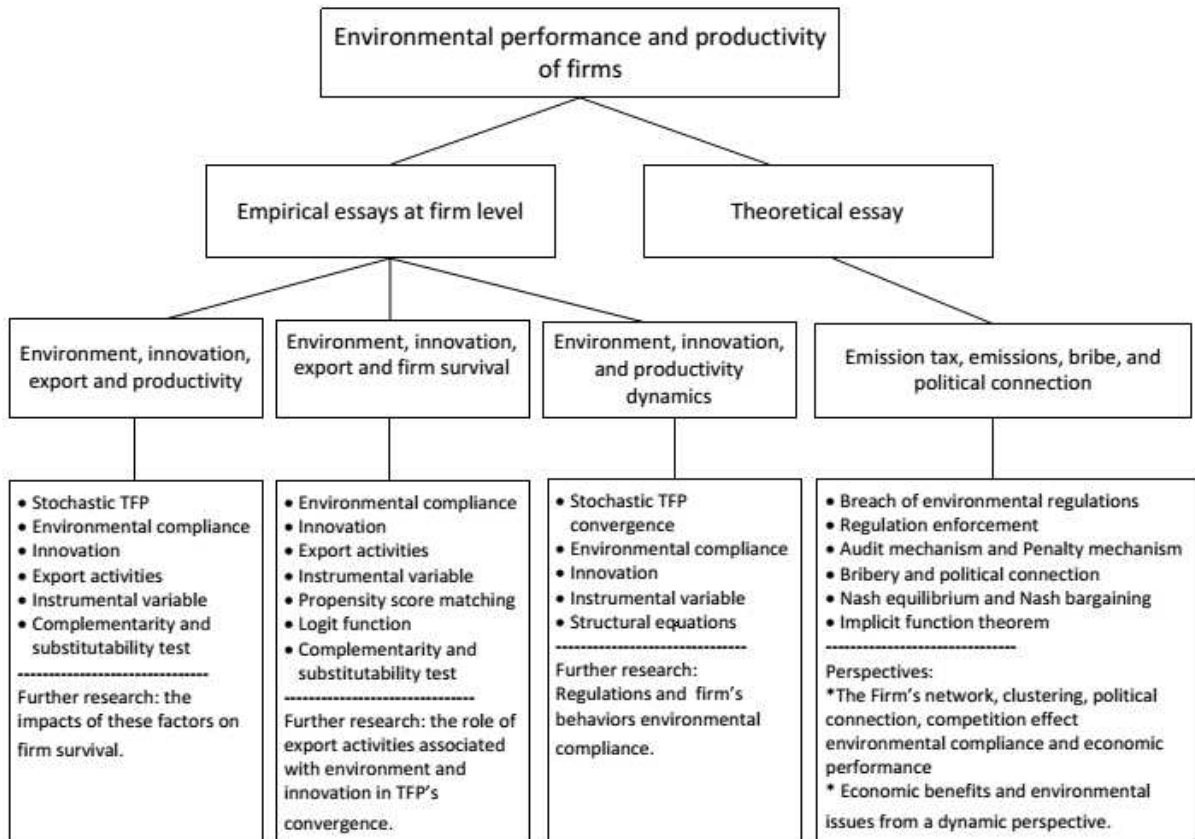 Environmental performance and productivity
of firms
Empirical essays at firm level
Theoretical essay
Environment, innovation,
export and productivity
Environment, innovation,
export and firm survival
Environment, innovation,
and productivity
dynamics
Emission tax, emissions, bribe, and
political connection
• Stochastic TFP
• Environmental compliance
• Innovation
• Export activities
• Instrumental variable
• Complementarity and
substitutability test
--------------------------------
Further research: the
impacts of these factors on
firm survival.
• Environmental compliance
• Innovation
• Export activities
• Instrumental variable
• Propensity score matching
• Logit function
• Complementarity and
substitutability test
--------------------------------
Further research: the role of
export activities associated
with environment and
innovation in TFP's
convergence.
• Stochastic TFP
convergence
• Environmental compliance
• Innovation
• Instrumental variable
• Structural equations
--------------------------------
Further research:
Regulations and firm's
behaviors environmental
compliance.
• Breach of environmental regulations
• Regulation enforcement
• Audit mechanism and Penalty mechanism
• Bribery and political connection
• Nash equilibrium and Nash bargaining
• Implicit function theorem
--------------------------------
Perspectives:
*The Firm's network, clustering, political
connection, competition effect
environmental compliance and economic
performance
* Economic benefits and environmental
issues from a dynamic perspective.